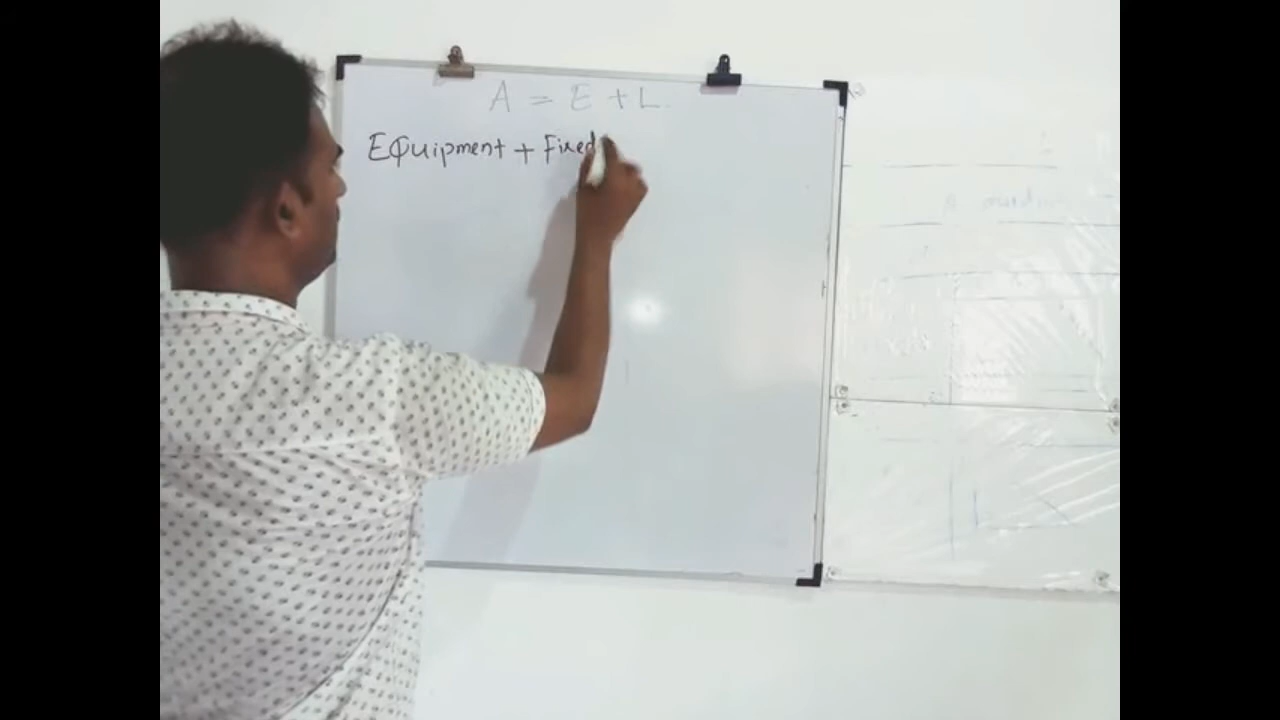 A = E + L
EQuipment + Fixed